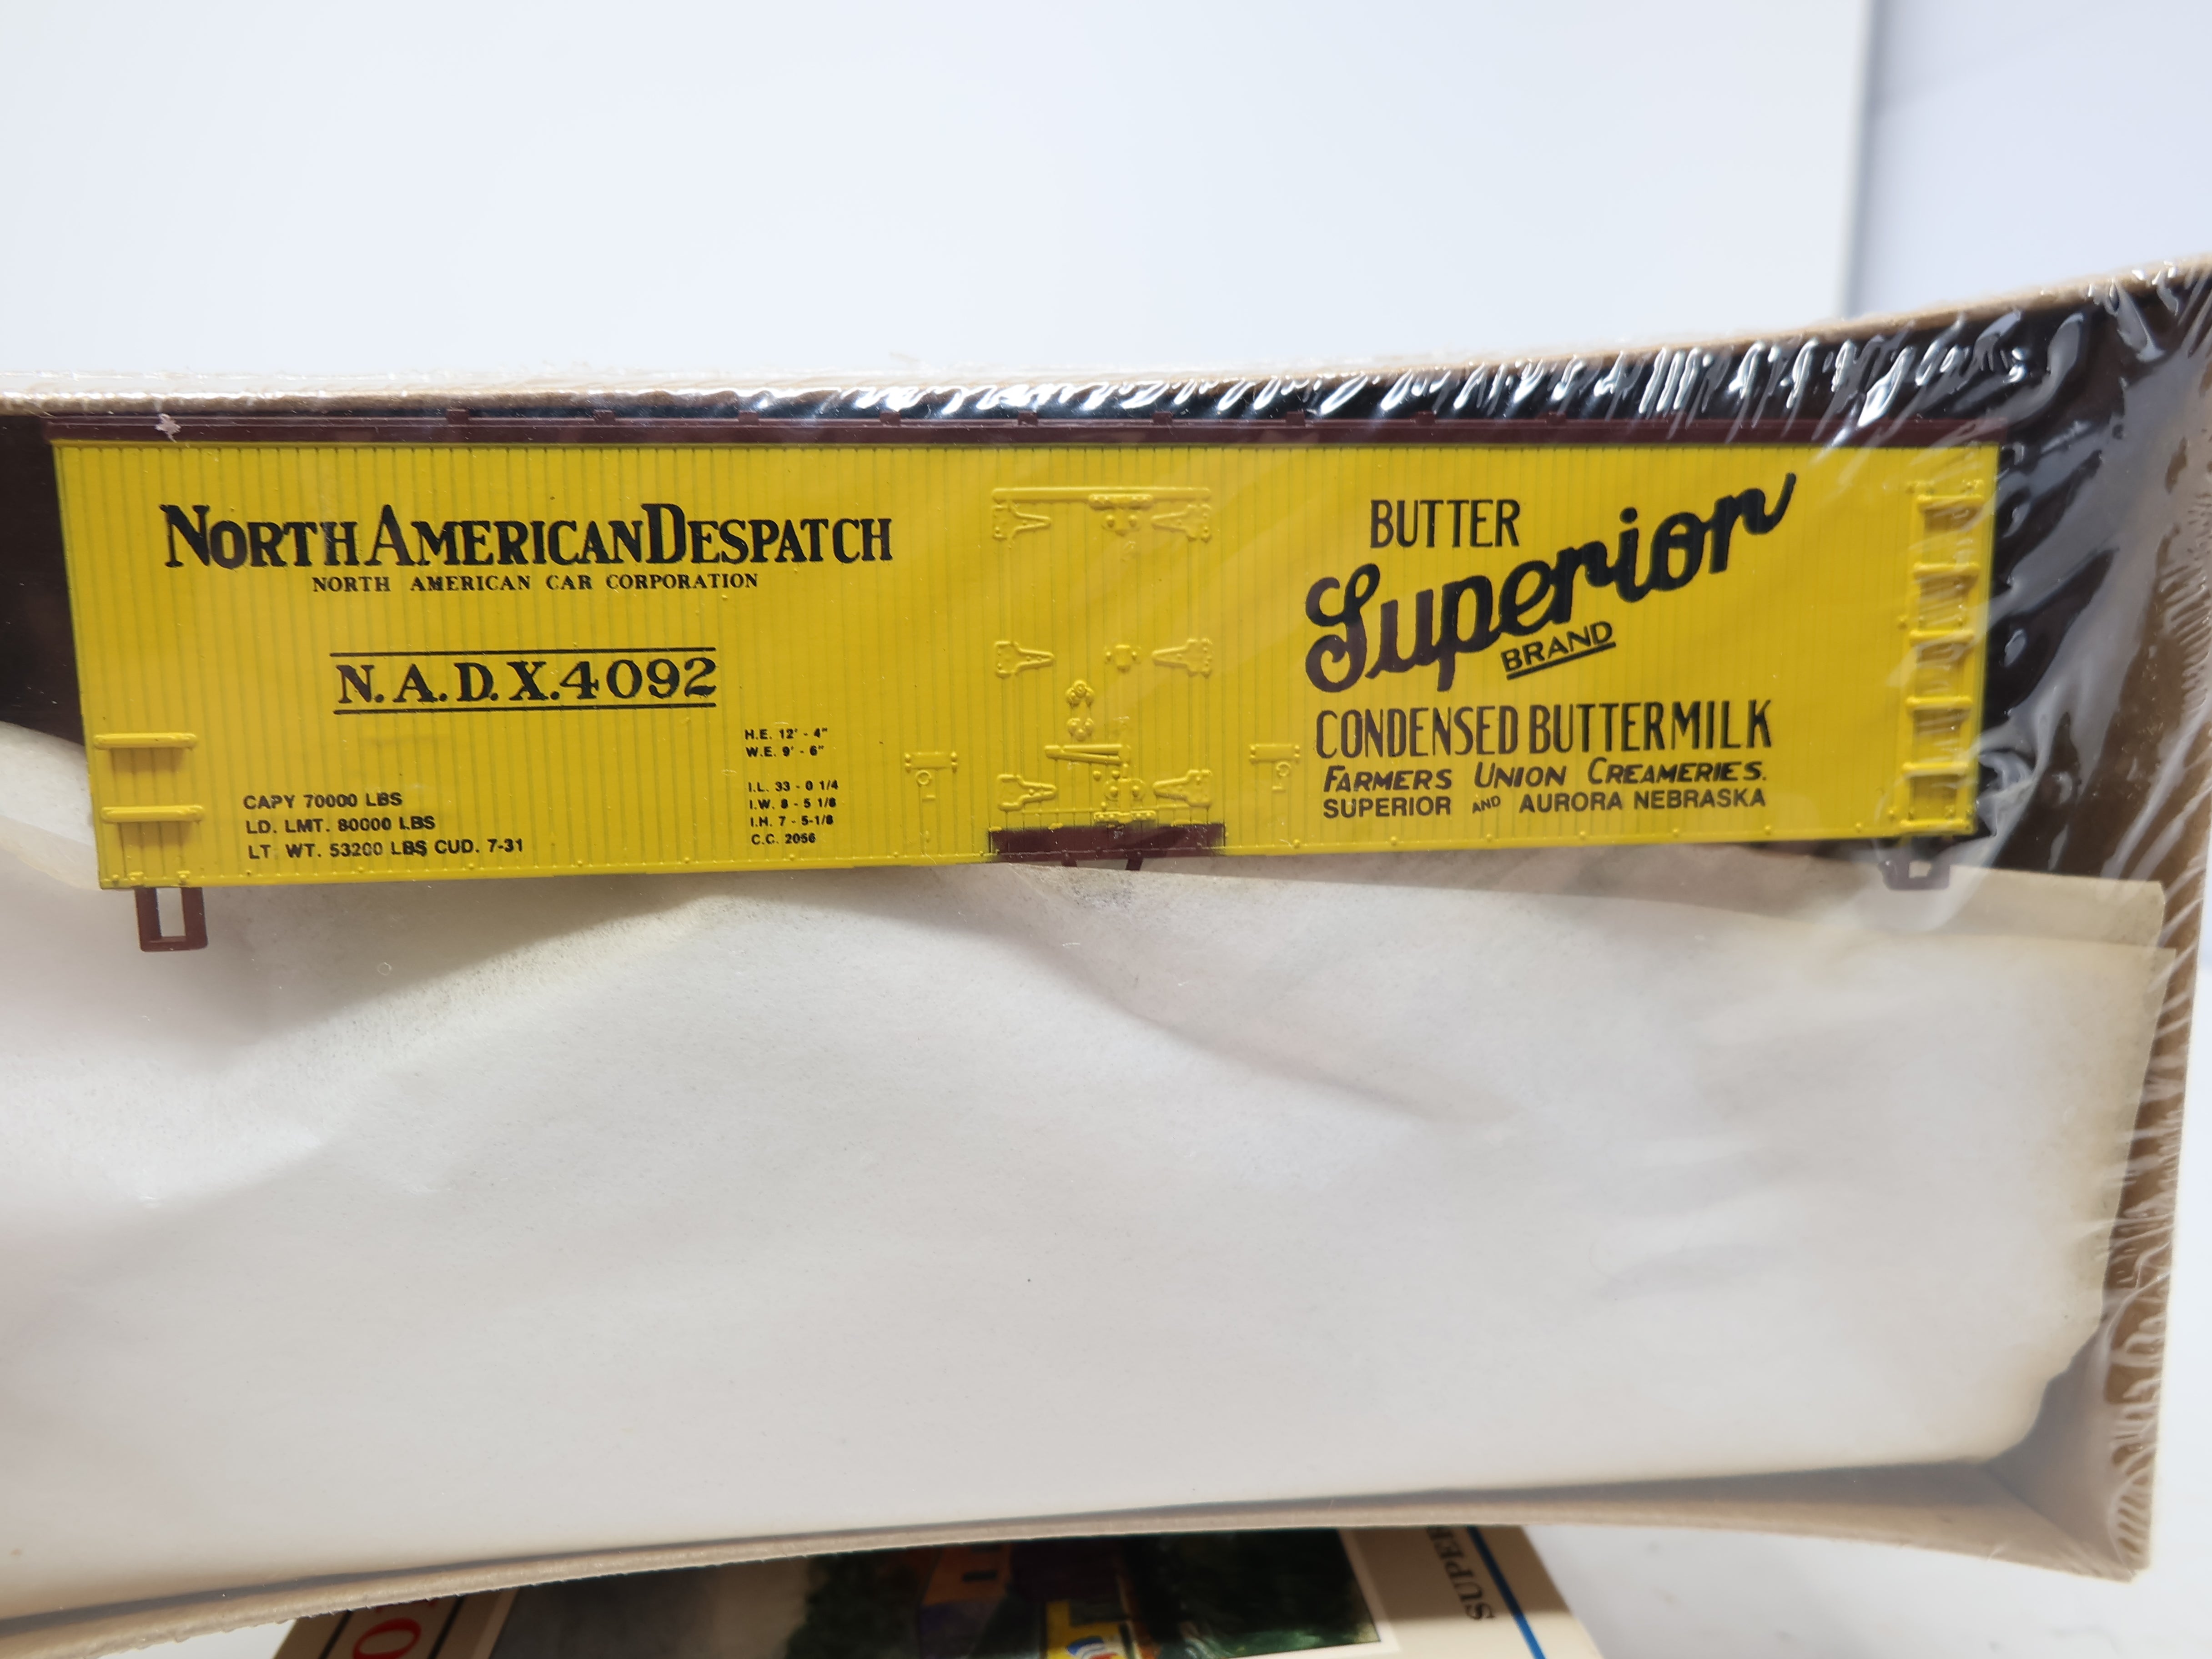 NORTH AMERICAN DESPATCH
NORTH AMERICAN CAR CORPORATION
N.A.D.X.4092
H.E. 12' - 4"
W.E. 9' - 6"
I.L. 33 - 0 1/4
I.W. 8 - 5 1/8
I.H. 7 - 5-1/8
C.C. 2056
CAPY 70000 LBS
LD. LMT. 80000 LBS
LT WT. 53200 LBS CUD. 7-31
BUTTER
Superior
BRAND
CONDENSED BUTTERMILK
FARMERS UNION CREAMERIES.
SUPERIOR AND AURORA NEBRASKA